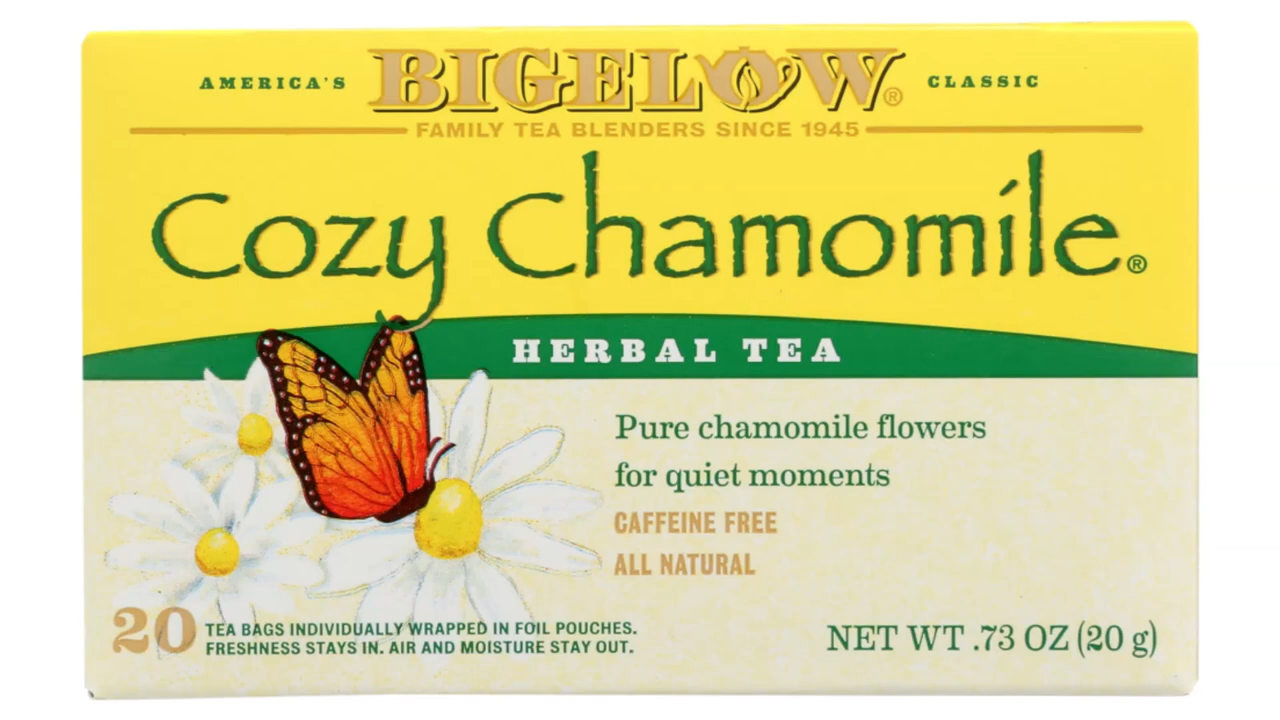 AMERICA'S BIGELOW® CLASSIC
FAMILY TEA BLENDERS SINCE 1945
Cozy Chamomile®
HERBAL TEA
Pure chamomile flowers
for quiet moments
CAFFEINE FREE
ALL NATURAL
20 TEA BAGS INDIVIDUALLY WRAPPED IN FOIL POUCHES.
FRESHNESS STAYS IN. AIR AND MOISTURE STAY OUT.
NET WT .73 OZ (20 g)